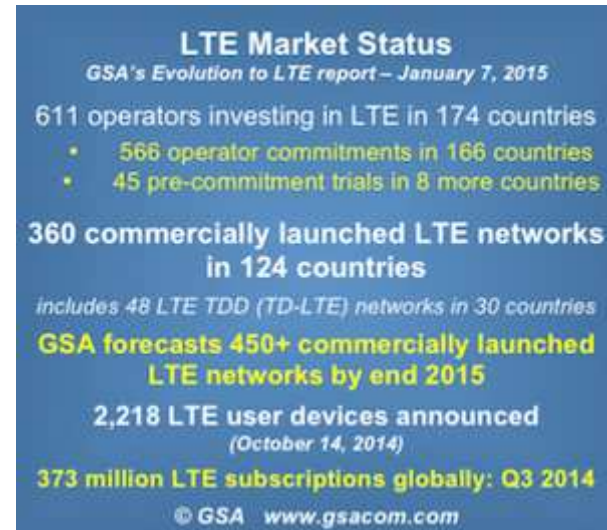 LTE Market Status
GSA's Evolution to LTE report – January 7, 2015
611 operators investing in LTE in 174 countries
• 566 operator commitments in 166 countries
• 45 pre-commitment trials in 8 more countries
360 commercially launched LTE networks
in 124 countries
includes 48 LTE TDD (TD-LTE) networks in 30 countries
GSA forecasts 450+ commercially launched
LTE networks by end 2015
2,218 LTE user devices announced
(October 14, 2014)
373 million LTE subscriptions globally: Q3 2014
© GSA www.gsacom.com